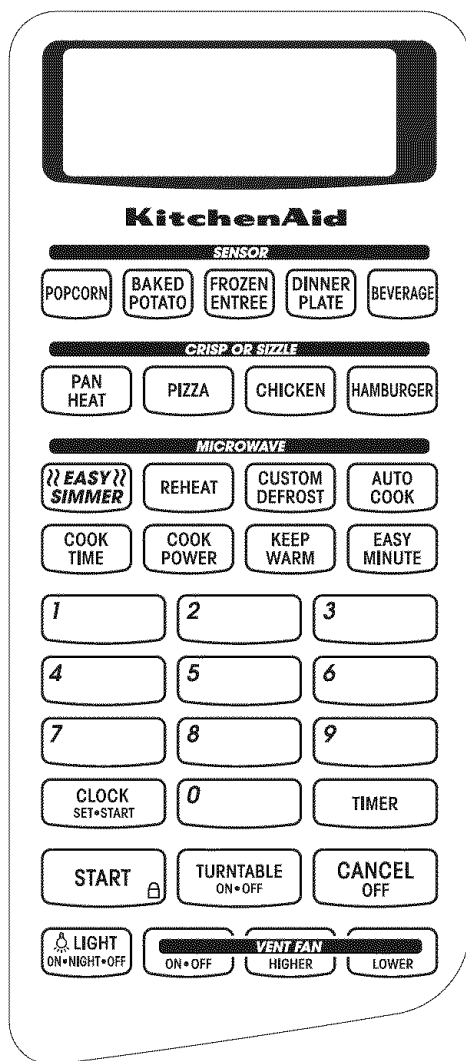 KitchenAid
SENSOR
POPCORN
BAKED
POTATO
FROZEN
ENTREE
DINNER
PLATE
BEVERAGE
CRISP OR SIZZLE
PAN
HEAT
PIZZA
CHICKEN
HAMBURGER
MICROWAVE
EASY
SIMMER
REHEAT
CUSTOM
DEFROST
AUTO
COOK
COOK
TIME
COOK
POWER
KEEP
WARM
EASY
MINUTE
1
2
3
4
5
6
7
8
9
CLOCK
SET•START
0
TIMER
START
TURNTABLE
ON•OFF
CANCEL
OFF
LIGHT
ON•NIGHT•OFF
VENT FAN
ON•OFF
HIGHER
LOWER